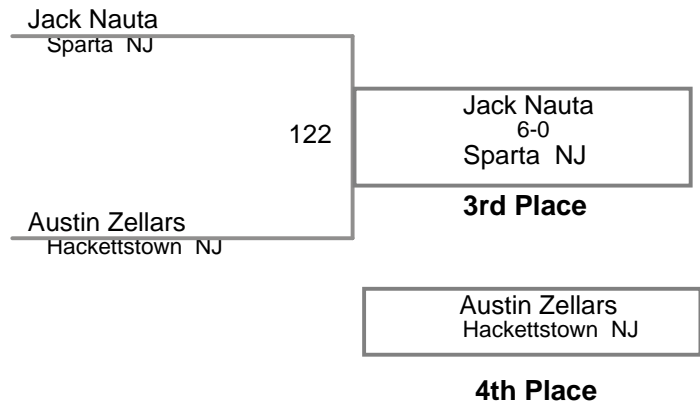 Jack Nauta
Sparta NJ
122
Jack Nauta
6-0
Sparta NJ
3rd Place
Austin Zellars
Hackettstown NJ
Austin Zellars
Hackettstown NJ
4th Place